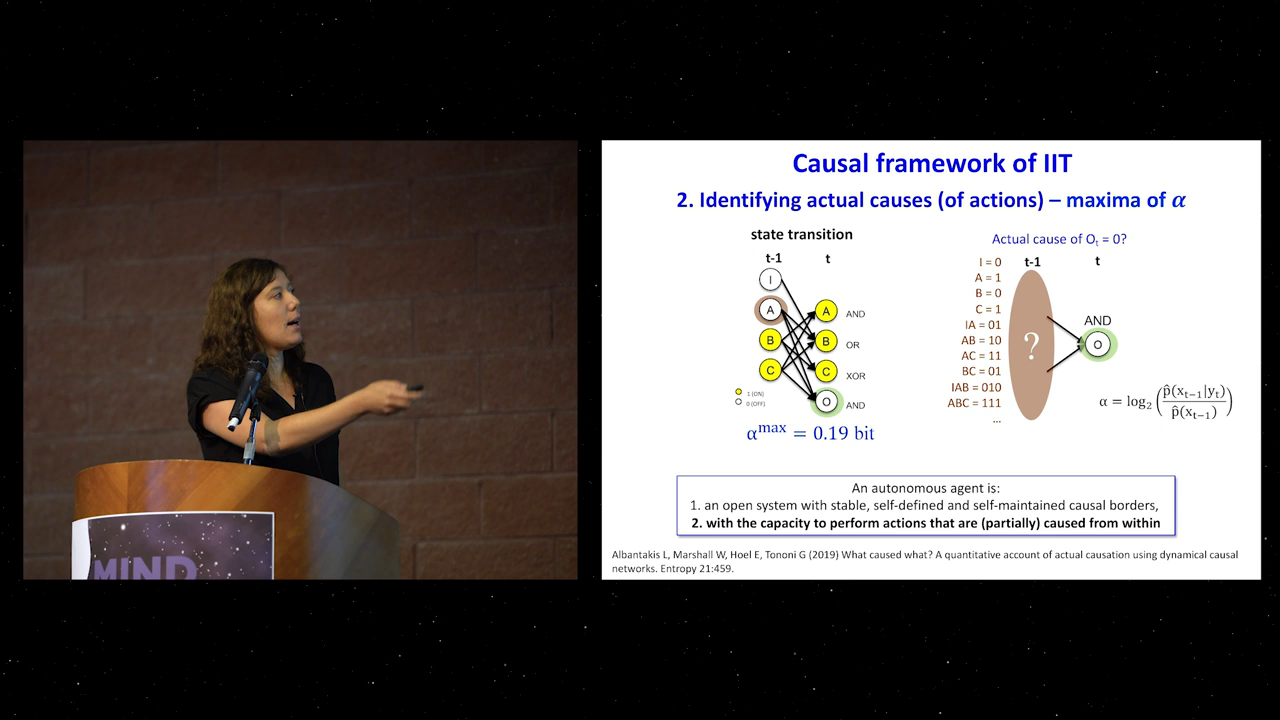 MIND
Causal framework of IIT
2. Identifying actual causes (of actions) – maxima of α
state transition
t-1 t
I
A A AND
B B OR
C C XOR
O AND
1 (ON)
0 (OFF)
αmax = 0.19 bit
Actual cause of Ot = 0?
t-1 t
I = 0
A = 1
B = 0
C = 1
IA = 01
AB = 10
AC = 11
BC = 01
IAB = 010
ABC = 111
...
?
AND
O
α = log2 (p̂(xt−1|yt) / p̂(xt−1))
An autonomous agent is:
1. an open system with stable, self-defined and self-maintained causal borders,
2. with the capacity to perform actions that are (partially) caused from within
Albantakis L, Marshall W, Hoel E, Tononi G (2019) What caused what? A quantitative account of actual causation using dynamical causal
networks. Entropy 21:459.